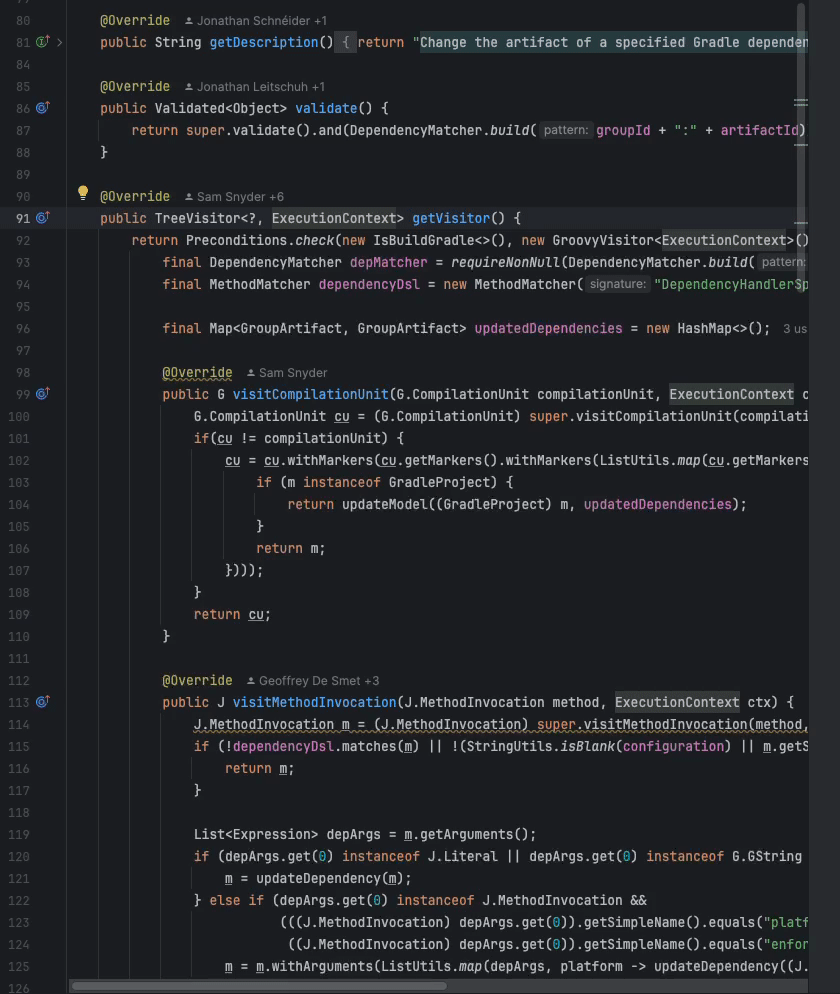 80 @Override Jonathan Schnéider +1
81 public String getDescription() { return "Change the artifact of a specified Gradle dependen
84
85 @Override Jonathan Leitschuh +1
86 public Validated<Object> validate() {
87 return super.validate().and(DependencyMatcher.build( pattern: groupId + ":" + artifactId)
88 }
89
90 @Override Sam Snyder +6
91 public TreeVisitor<?, ExecutionContext> getVisitor() {
92 return Preconditions.check(new IsBuildGradle<>(), new GroovyVisitor<ExecutionContext>()
93 final DependencyMatcher depMatcher = requireNonNull(DependencyMatcher.build( pattern:
94 final MethodMatcher dependencyDsl = new MethodMatcher( signature: "DependencyHandlerSp
95
96 final Map<GroupArtifact, GroupArtifact> updatedDependencies = new HashMap<>(); 3 us
97
98 @Override Sam Snyder
99 public G visitCompilationUnit(G.CompilationUnit compilationUnit, ExecutionContext c
100 G.CompilationUnit cu = (G.CompilationUnit) super.visitCompilationUnit(compilati
101 if(cu != compilationUnit) {
102 cu = cu.withMarkers(cu.getMarkers().withMarkers(ListUtils.map(cu.getMarkers
103 if (m instanceof GradleProject) {
104 return updateModel((GradleProject) m, updatedDependencies);
105 }
106 return m;
107 })));
108 }
109 return cu;
110 }
111
112 @Override Geoffrey De Smet +3
113 public J visitMethodInvocation(J.MethodInvocation method, ExecutionContext ctx) {
114 J.MethodInvocation m = (J.MethodInvocation) super.visitMethodInvocation(method,
115 if (!dependencyDsl.matches(m) || !(StringUtils.isBlank(configuration) || m.getS
116 return m;
117 }
118
119 List<Expression> depArgs = m.getArguments();
120 if (depArgs.get(0) instanceof J.Literal || depArgs.get(0) instanceof G.GString
121 m = updateDependency(m);
122 } else if (depArgs.get(0) instanceof J.MethodInvocation &&
123 (((J.MethodInvocation) depArgs.get(0)).getSimpleName().equals("platf
124 ((J.MethodInvocation) depArgs.get(0)).getSimpleName().equals("enfor
125 m = m.withArguments(ListUtils.map(depArgs, platform -> updateDependency((J.
126